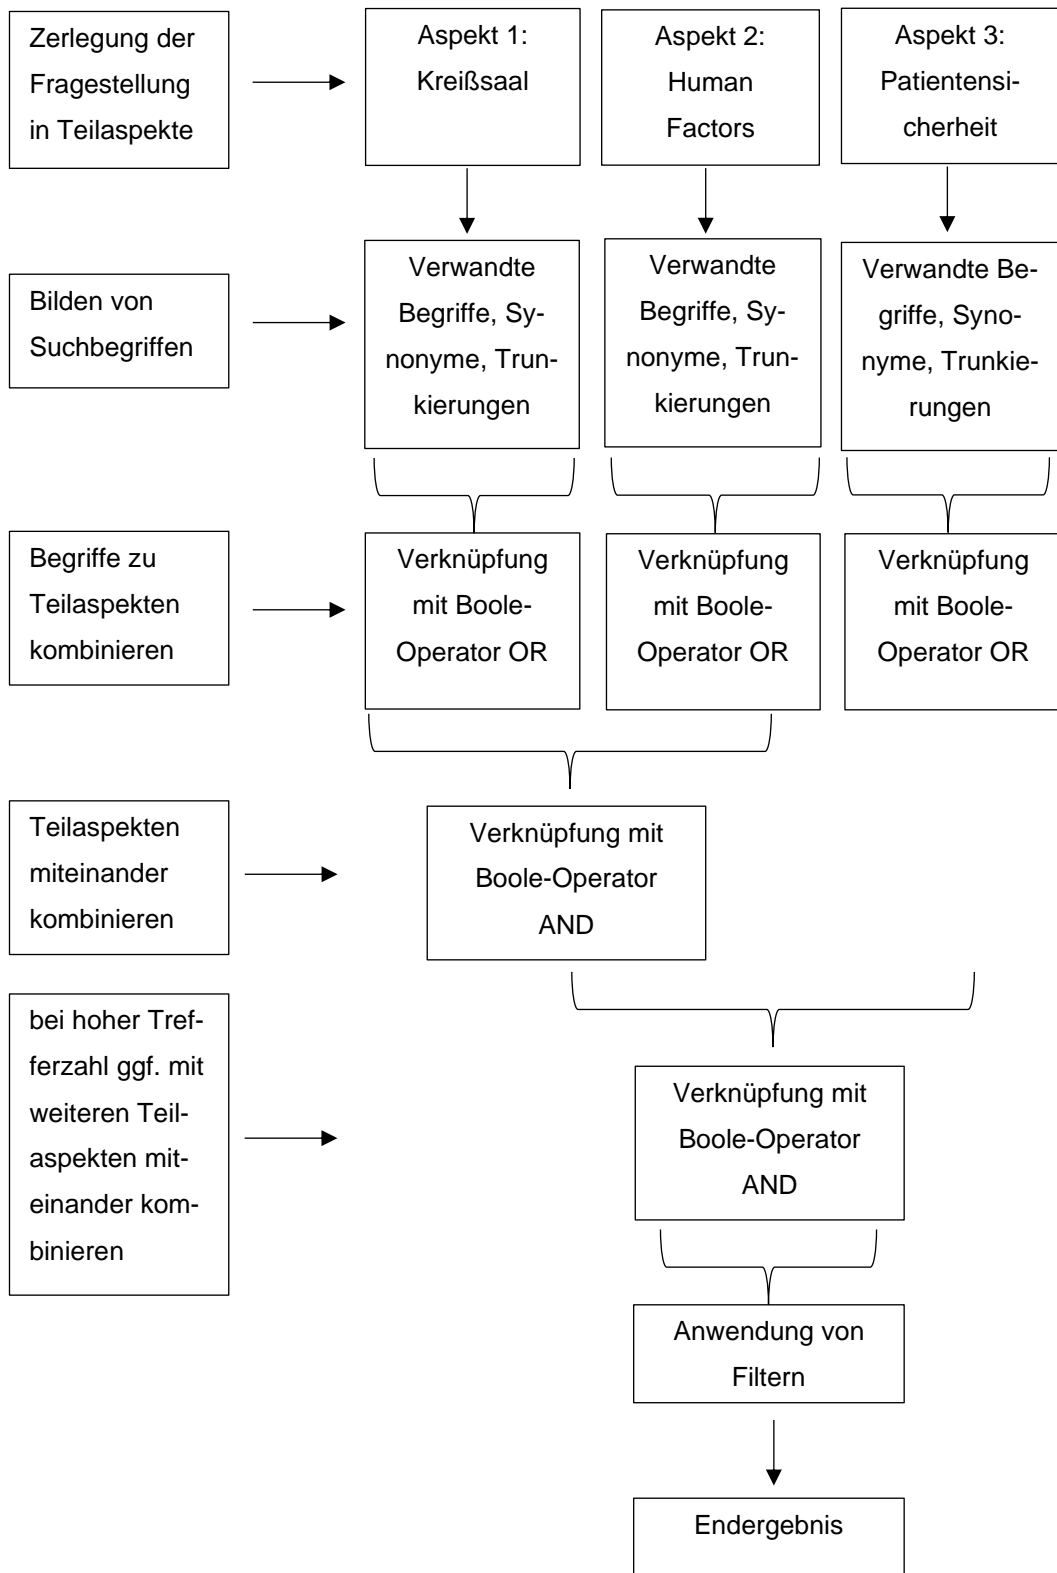 Zerlegung der
Fragestellung
in Teilaspekte
Aspekt 1:
Kreißsaal
Aspekt 2:
Human
Factors
Aspekt 3:
Patientensi-
cherheit
Bilden von
Suchbegriffen
Verwandte
Begriffe, Sy-
nonyme, Trun-
kierungen
Verwandte
Begriffe, Sy-
nonyme, Trun-
kierungen
Verwandte Be-
griffe, Syno-
nyme, Trunkie-
rungen
Begriffe zu
Teilaspekten
kombinieren
Verknüpfung
mit Boole-
Operator OR
Verknüpfung
mit Boole-
Operator OR
Verknüpfung
mit Boole-
Operator OR
Teilaspekten
miteinander
kombinieren
Verknüpfung mit
Boole-Operator
AND
bei hoher Tref-
ferzahl ggf. mit
weiteren Teil-
aspekten mit-
einander kom-
binieren
Verknüpfung mit
Boole-Operator
AND
Anwendung von
Filtern
Endergebnis